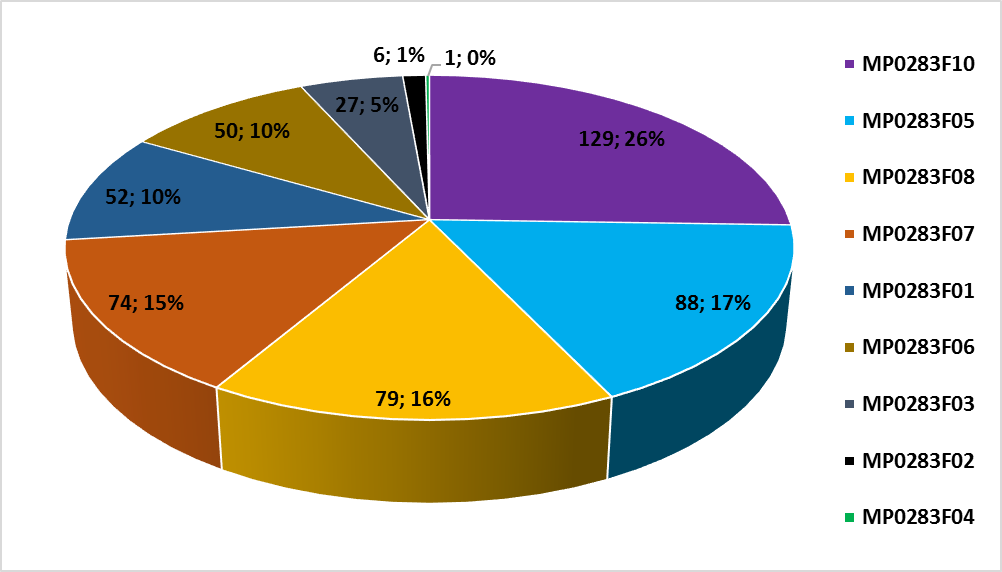 6; 1%
1; 0%
27; 5%
50; 10%
129; 26%
52; 10%
74; 15%
88; 17%
79; 16%
MP0283F10
MP0283F05
MP0283F08
MP0283F07
MP0283F01
MP0283F06
MP0283F03
MP0283F02
MP0283F04